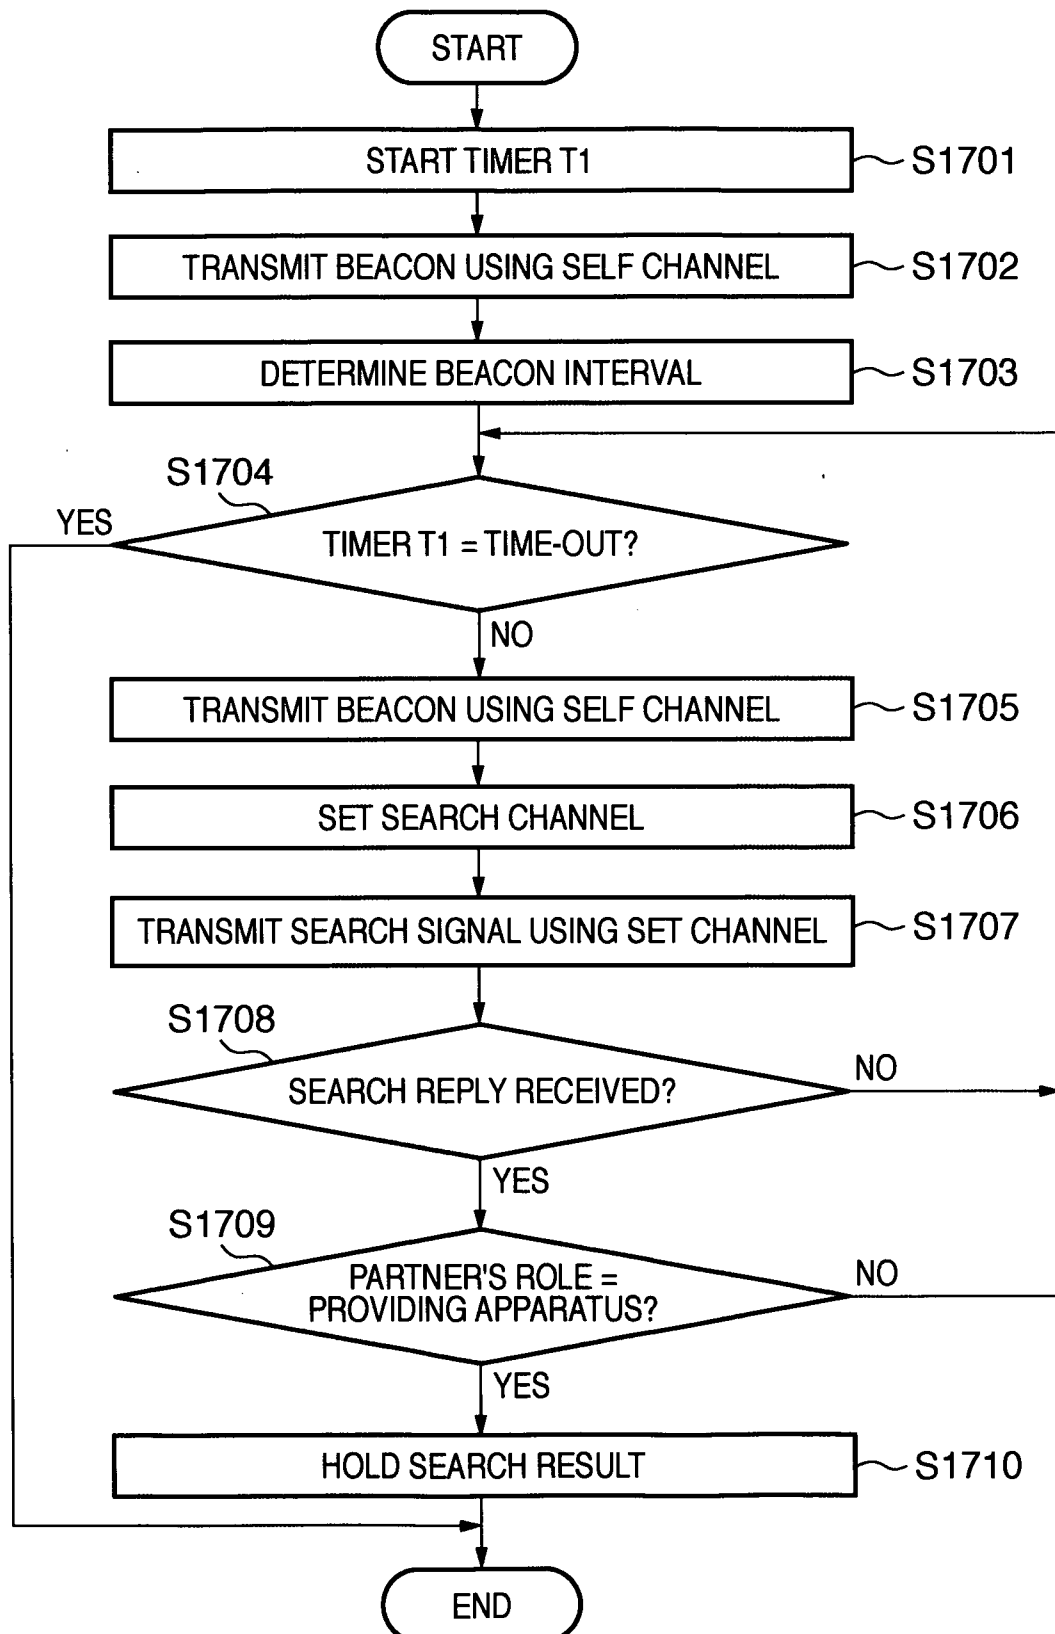 START
START TIMER T1
S1701
TRANSMIT BEACON USING SELF CHANNEL
S1702
DETERMINE BEACON INTERVAL
S1703
S1704
YES
TIMER T1 = TIME-OUT?
NO
TRANSMIT BEACON USING SELF CHANNEL
S1705
SET SEARCH CHANNEL
S1706
TRANSMIT SEARCH SIGNAL USING SET CHANNEL
S1707
S1708
SEARCH REPLY RECEIVED?
NO
YES
S1709
PARTNER'S ROLE =
PROVIDING APPARATUS?
NO
YES
HOLD SEARCH RESULT
S1710
END